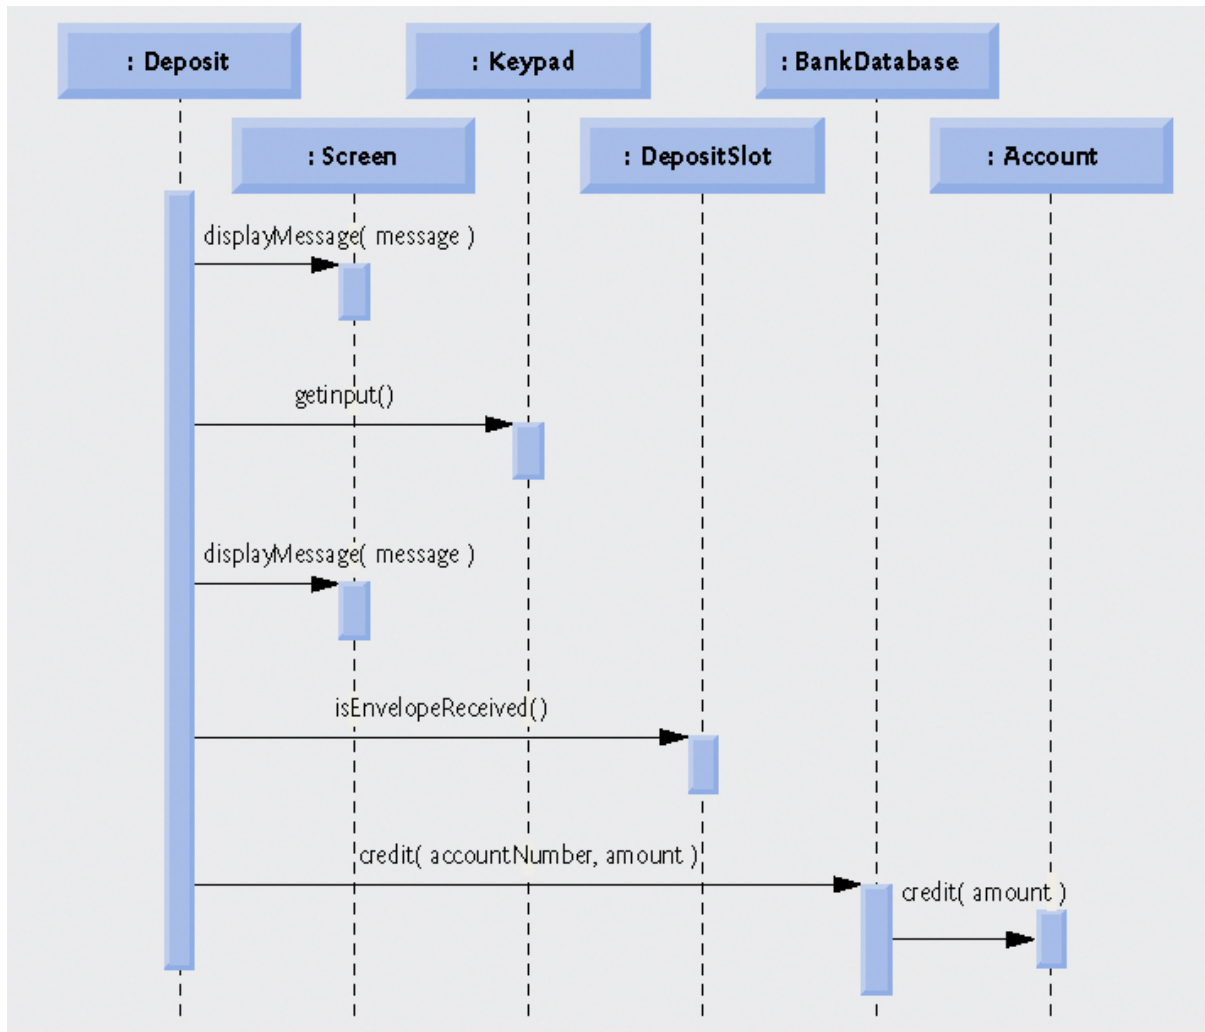 : Deposit
: Keypad
: BankDatabase
: Screen
: DepositSlot
: Account
displayMessage( message )
getinput()
displayMessage( message )
isEnvelopeReceived()
credit( accountNumber, amount )
credit( amount )